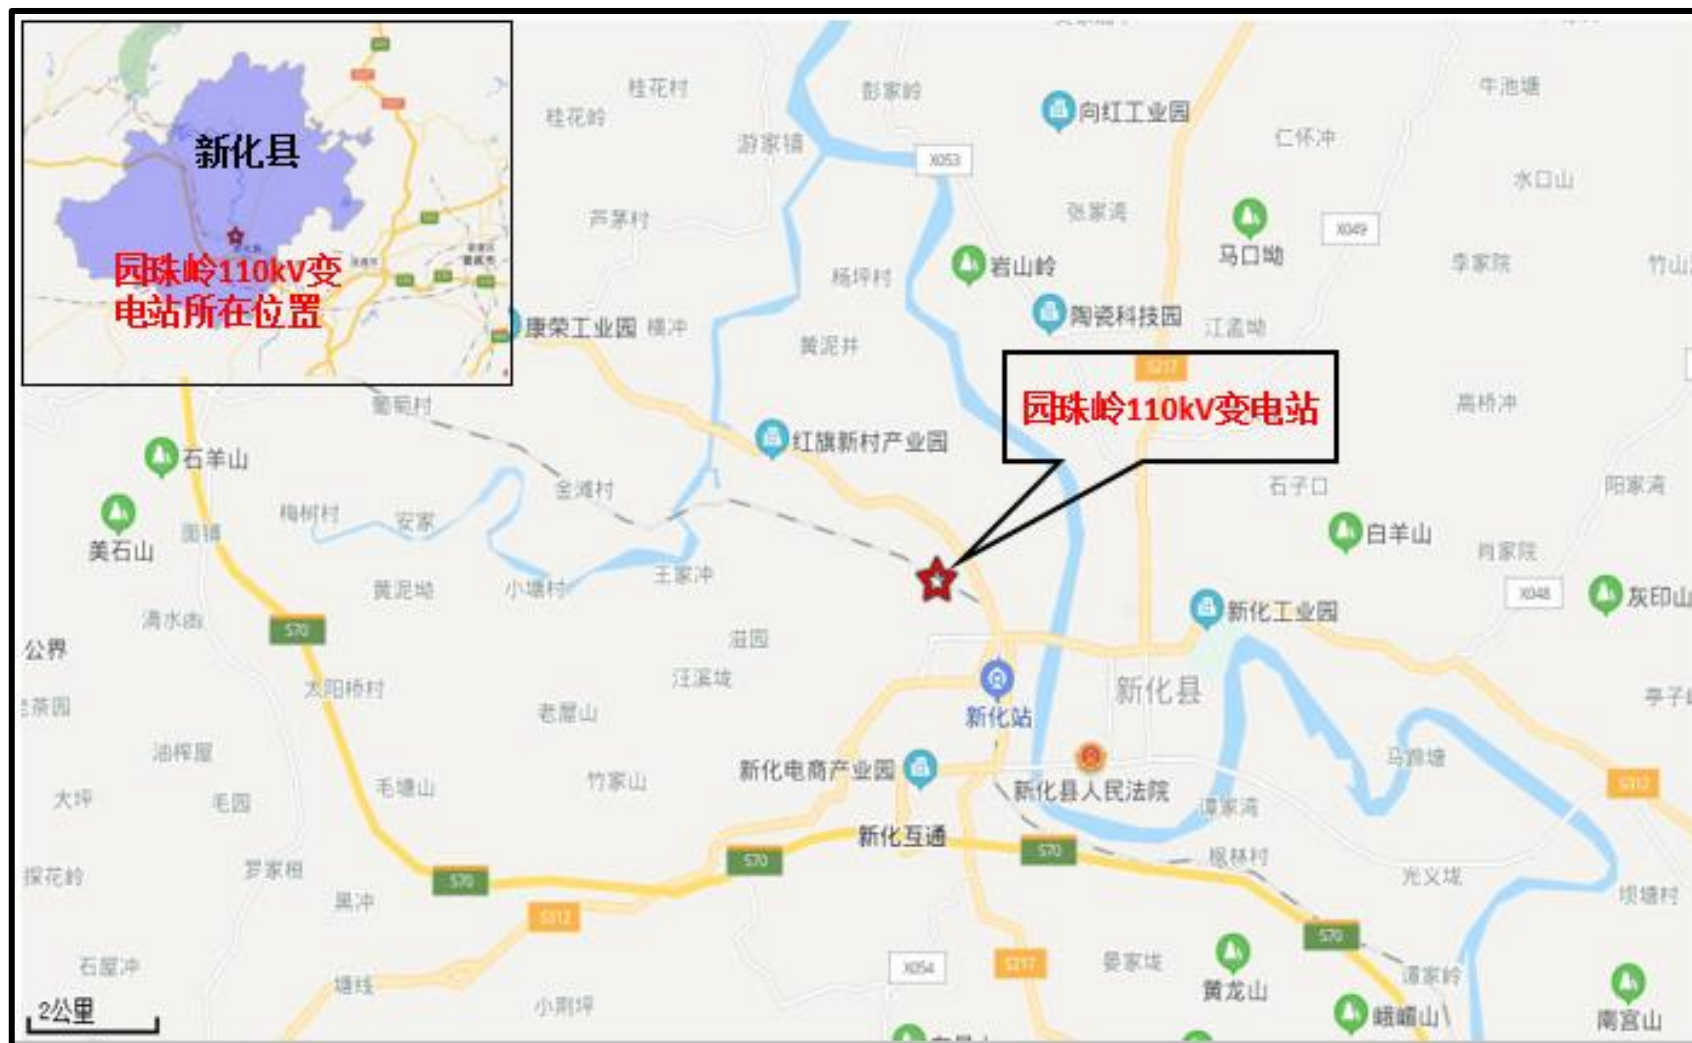 新化县
园珠岭110kV变
电站所在位置
桂花村
彭家岭
牛池塘
桂花岭
向红工业园
游家镇
仁怀冲
X053
水口山
芦茅村
张家湾
X049
马口坳
岩山岭
李家院
竹山
杨坪村
陶瓷科技园
康荣工业园
横冲
江孟坳
黄泥井
S217
园珠岭110kV变电站
葡萄村
高桥冲
红旗新村产业园
石羊山
金滩村
石子口
阳家湾
梅树村
安家
白羊山
美石山
肖家院
王家冲
黄泥坳
小塘村
X048
灰印山
新化工业园
清水凼
S70
滋园
公界
汪溪垅
太阳桥村
新化县
老茶园
亭子
老屋山
新化站
油榨屋
新化电商产业园
竹家山
毛塘山
新化县人民法院
S312
大坪
毛园
谭家湾
新化互通
S70
S70
枫林村
罗家桓
S70
探花岭
光义垅
坝塘村
黑冲
S312
S70
石屋冲
X054
S217
晏家垅
谭家岭
塘线
黄龙山
小荆坪
2公里
峨嵋山
南宫山